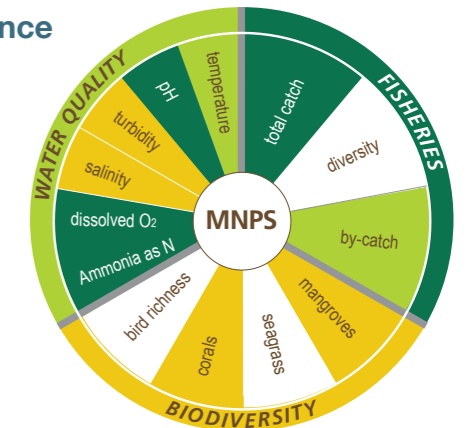 nce
WATER QUALITY
FISHERIES
BIODIVERSITY
temperature
pH
turbidity
salinity
dissolved O2
Ammonia as N
total catch
diversity
by-catch
mangroves
seagrass
corals
bird richness
MNPS